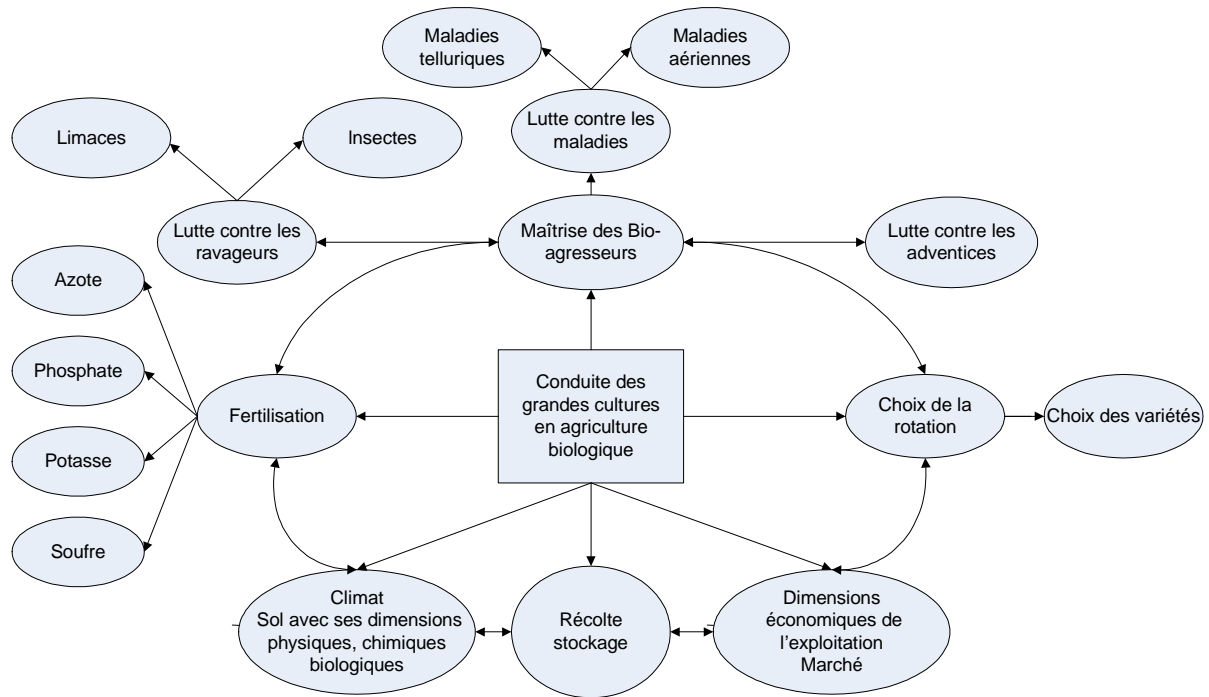 Maladies
telluriques
Maladies
aériennes
Limaces
Insectes
Lutte contre les
maladies
Lutte contre les
ravageurs
Maîtrise des Bio-
agresseurs
Lutte contre les
adventices
Azote
Phosphate
Potasse
Soufre
Fertilisation
Conduite des
grandes cultures
en agriculture
biologique
Choix de la
rotation
Choix des variétés
Climat
Sol avec ses dimensions
physiques, chimiques
biologiques
Récolte
stockage
Dimensions
économiques de
l’exploitation
Marché